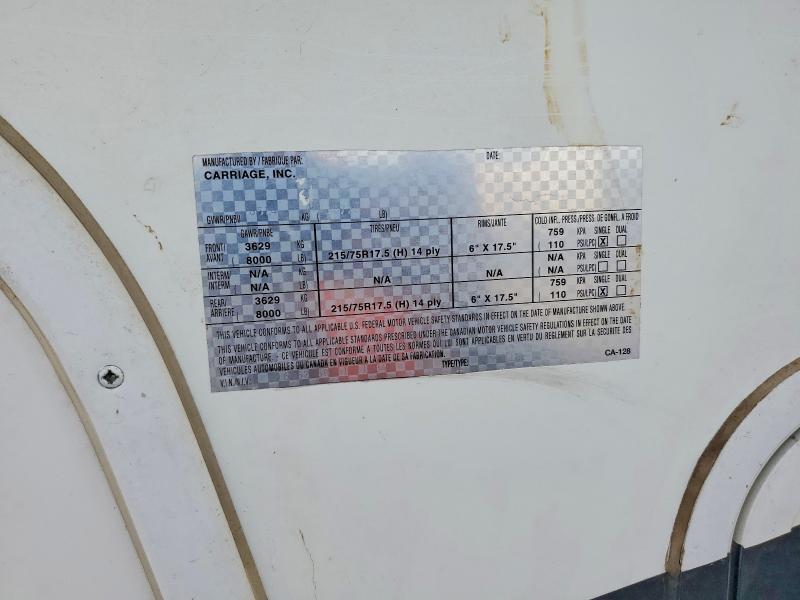 MANUFACTURED BY / FABRIQUE PAR: DATE:
CARRIAGE, INC.
GVWR/PNBV KG ( LB)
GAWR/PNBE TIRES/PNEU RIMS/JANTE COLD INFL. PRESS/PRESS. DE GONFL. A FROID
FRONT/ 3629 KG 215/75R17.5 (H) 14 ply 6" X 17.5" 759 KPA SINGLE DUAL
AVANT ( 8000 LB) ( 110 PSI/LPC) X
INTERM/ N/A KG N/A N/A N/A KPA SINGLE DUAL
INTERM ( N/A LB) ( N/A PSI/LPC)
REAR/ 3629 KG 215/75R17.5 (H) 14 ply 6" X 17.5" 759 KPA SINGLE DUAL
ARRIERE ( 8000 LB) ( 110 PSI/LPC) X
THIS VEHICLE CONFORMS TO ALL APPLICABLE U.S. FEDERAL MOTOR VEHICLE SAFETY STANDARDS IN EFFECT ON THE DATE OF MANUFACTURE SHOWN ABOVE.
THIS VEHICLE CONFORMS TO ALL APPLICABLE STANDARDS PRESCRIBED UNDER THE CANADIAN MOTOR VEHICLE SAFETY REGULATIONS IN EFFECT ON THE DATE
OF MANUFACTURE. - CE VEHICULE EST CONFORME A TOUTES LES NORMES QUI LUI SONT APPLICABLES EN VERTU DU REGLEMENT SUR LA SECURITE DES
VEHICULES AUTOMOBILES DU CANADA EN VIGUEUR A LA DATE DE SA FABRICATION.
V.I.N./N.I.V.: TYPE/TYPE: CA-128